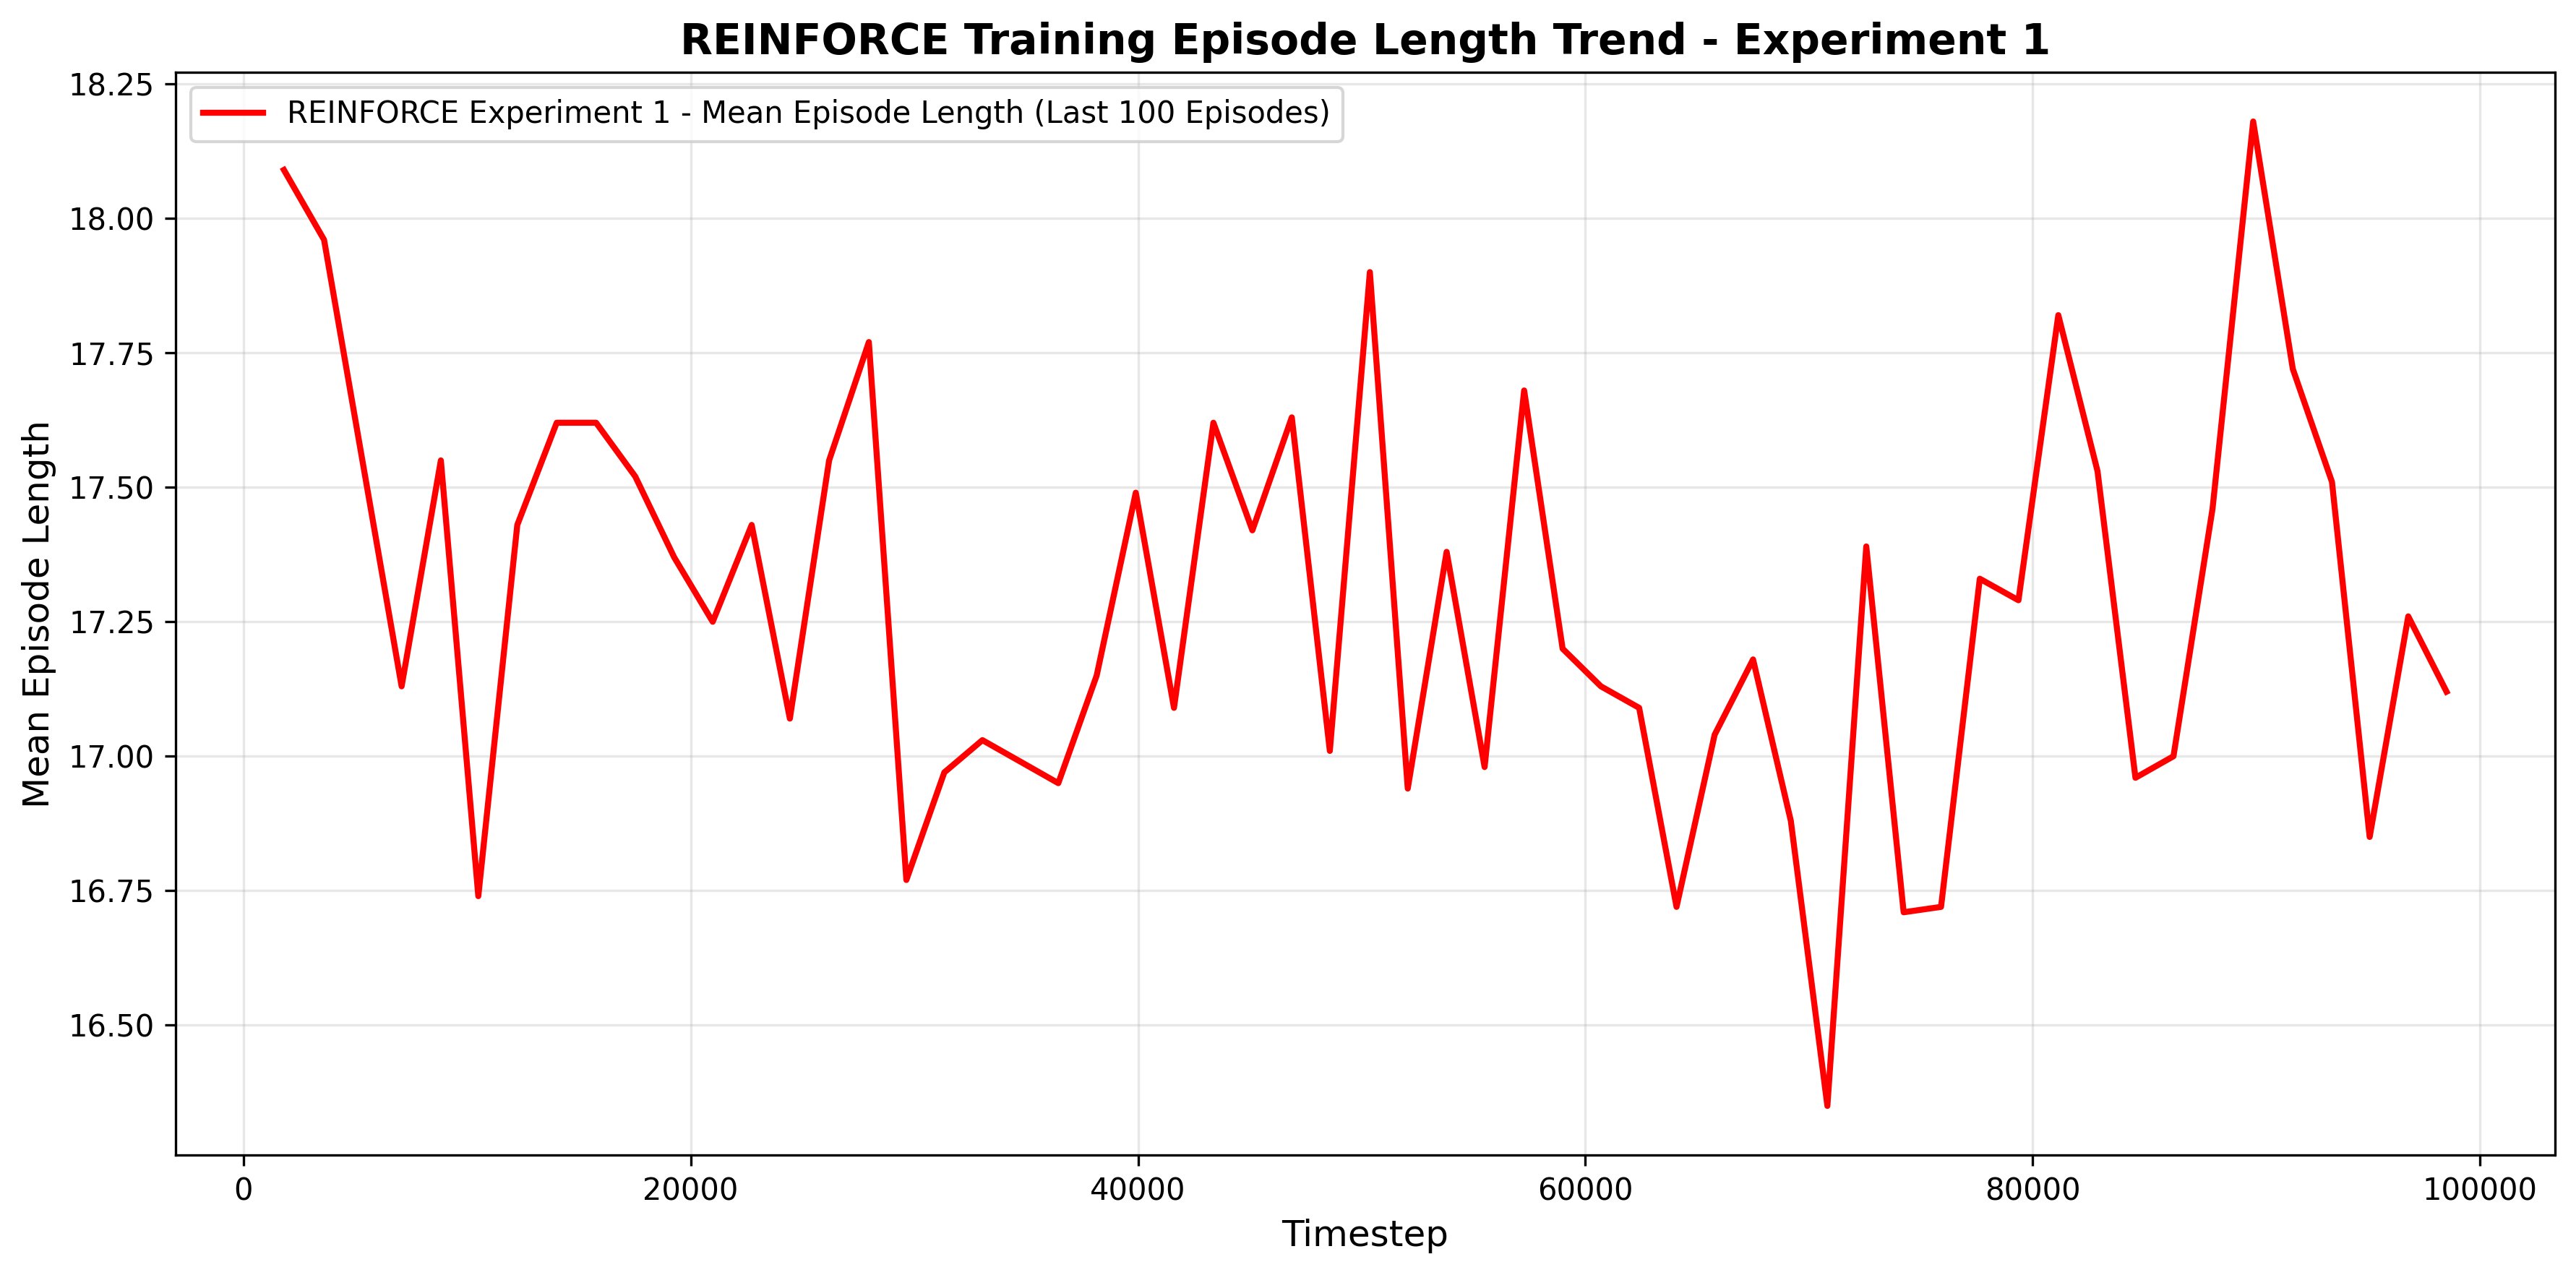 REINFORCE Training Episode Length Trend - Experiment 1
REINFORCE Experiment 1 - Mean Episode Length (Last 100 Episodes)
Mean Episode Length
18.25
18.00
17.75
17.50
17.25
17.00
16.75
16.50
0 20000 40000 60000 80000 100000
Timestep